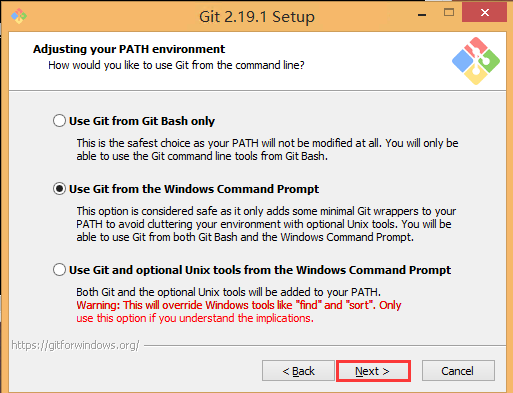 Git 2.19.1 Setup
Adjusting your PATH environment
How would you like to use Git from the command line?
Use Git from Git Bash only
This is the safest choice as your PATH will not be modified at all. You will only be
able to use the Git command line tools from Git Bash.
Use Git from the Windows Command Prompt
This option is considered safe as it only adds some minimal Git wrappers to your
PATH to avoid cluttering your environment with optional Unix tools. You will be
able to use Git from both Git Bash and the Windows Command Prompt.
Use Git and optional Unix tools from the Windows Command Prompt
Both Git and the optional Unix tools will be added to your PATH.
Warning: This will override Windows tools like "find" and "sort". Only
use this option if you understand the implications.
https://gitforwindows.org/
< Back Next > Cancel